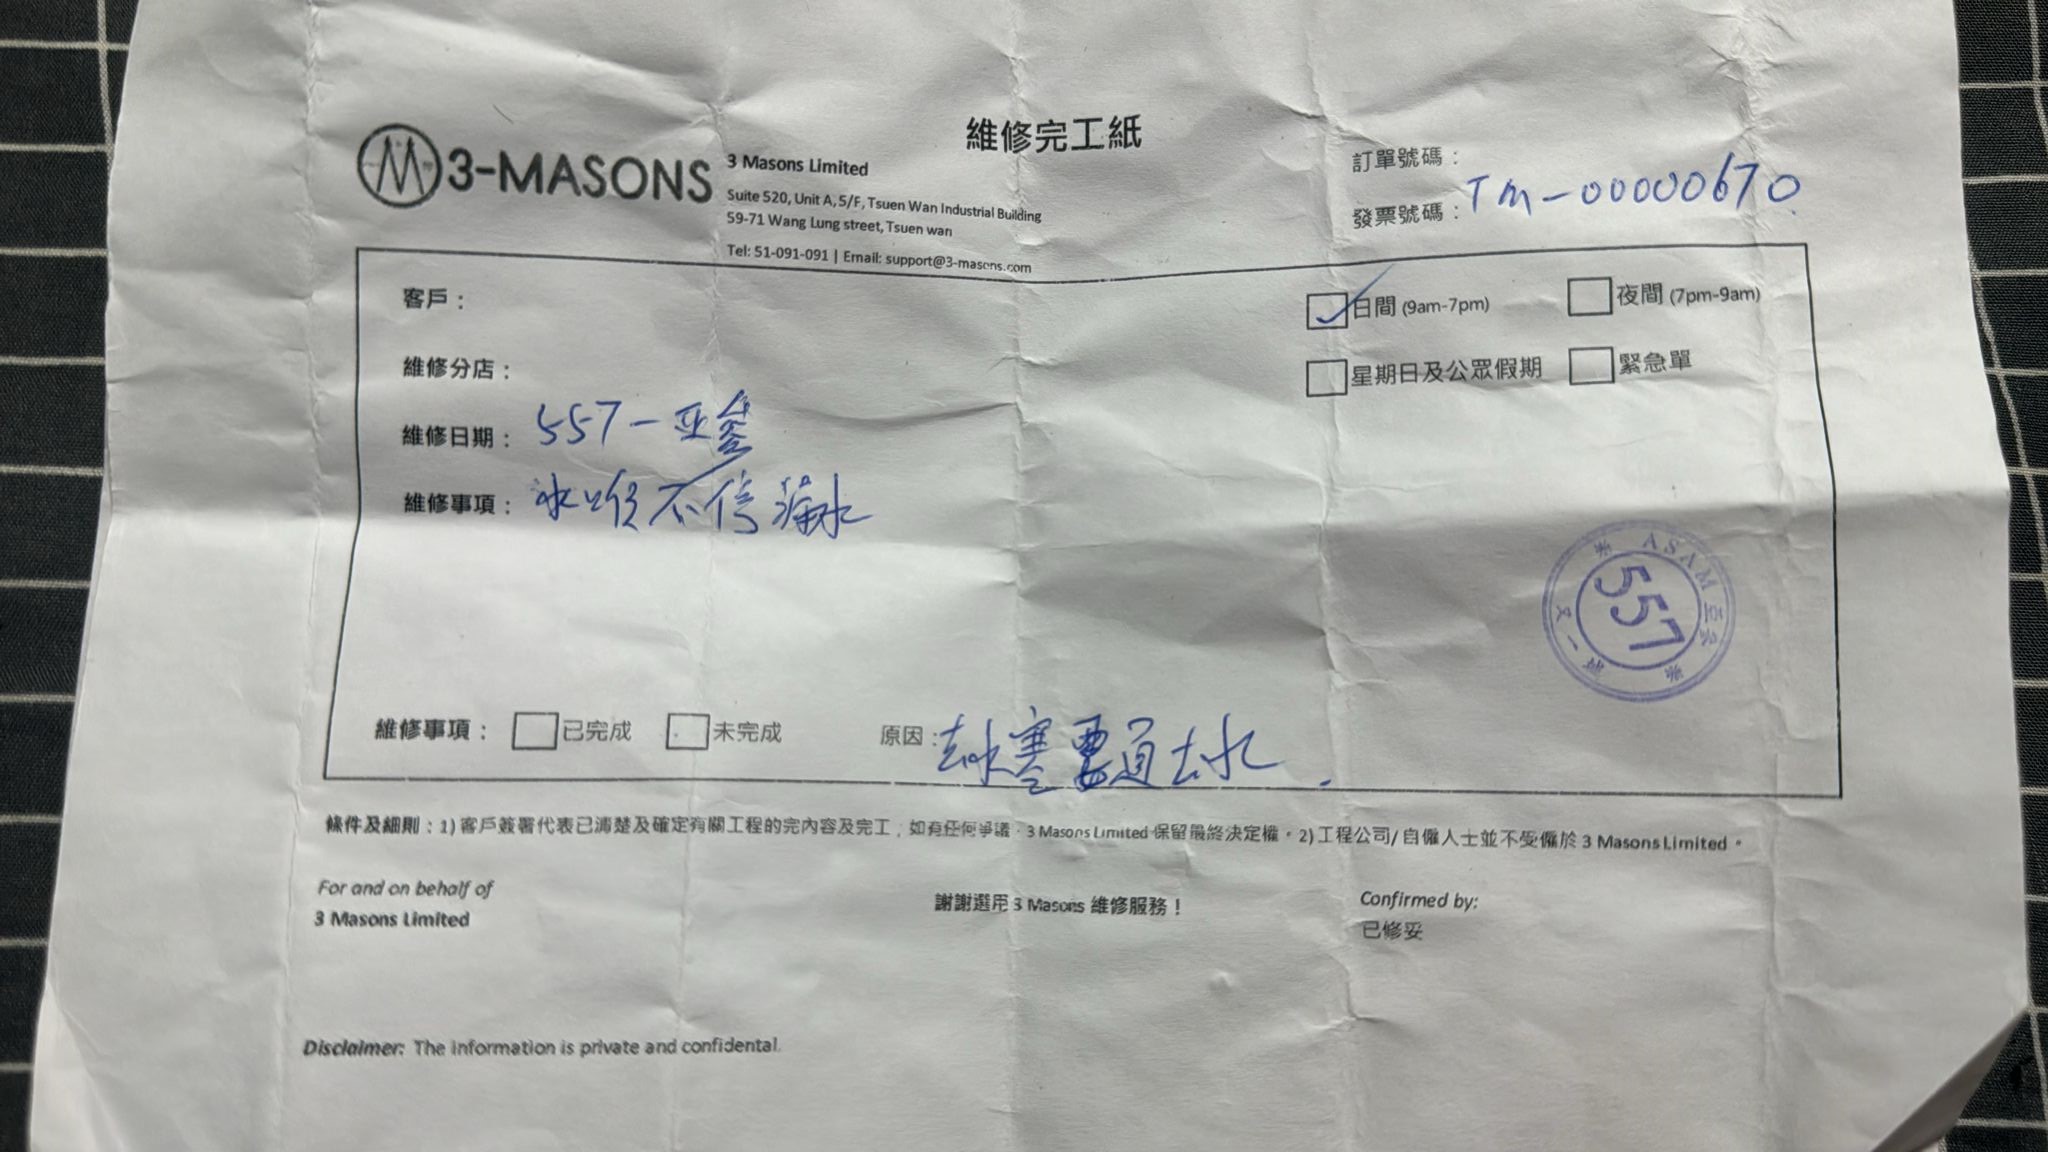 維修完工紙
3-MASONS
3 Masons Limited
Suite 520, Unit A, 5/F, Tsuen Wan Industrial Building
59-71 Wang Lung street, Tsuen wan
Tel: 51-091-091 | Email: support@3-masons.com
訂單號碼：
發票號碼：TM-00000670
客戶：
日間 (9am-7pm)
夜間 (7pm-9am)
維修分店：
星期日及公眾假期
緊急單
維修日期：557-亞參
維修事項：水喉不停漏水
ASAM
557
維修事項：
已完成
未完成
原因：去水塞要通去水.
條件及細則：1) 客戶簽署代表已清楚及確定有關工程的完內容及完工，如有任何爭議，3 Masons Limited 保留最終決定權。2) 工程公司/ 自僱人士並不受僱於 3 Masons Limited。
For and on behalf of
3 Masons Limited
謝謝選用 3 Masons 維修服務！
Confirmed by:
已修妥
Disclaimer: The information is private and confidental.